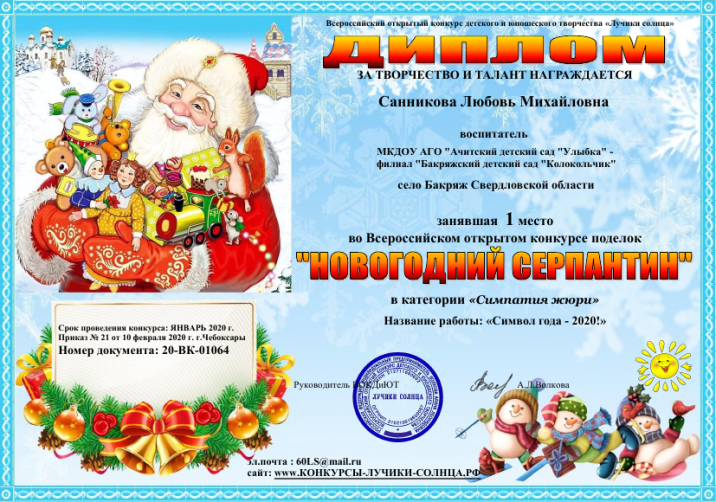 Всероссийский открытый конкурс детского и юношеского творчества «Лучики солнца»
ДИПЛОМ
ЗА ТВОРЧЕСТВО И ТАЛАНТ НАГРАЖДАЕТСЯ
Санникова Любовь Михайловна
воспитатель
МКДОУ АГО "Ачитский детский сад "Улыбка" -
филиал "Бакряжский детский сад "Колокольчик"
село Бакряж Свердловской области
занявшая 1 место
во Всероссийском открытом конкурсе поделок
"НОВОГОДНИЙ СЕРПАНТИН"
в категории «Симпатия жюри»
Название работы: «Символ года - 2020!»
Срок проведения конкурса: ЯНВАРЬ 2020 г.
Приказ № 21 от 10 февраля 2020 г. г.Чебоксары
Номер документа: 20-ВК-01064
Руководитель ВОКДиЮТ
А.Л.Волкова
ЛУЧИКИ СОЛНЦА
эл.почта : 60LS@mail.ru
сайт: www.КОНКУРСЫ-ЛУЧИКИ-СОЛНЦА.РФ